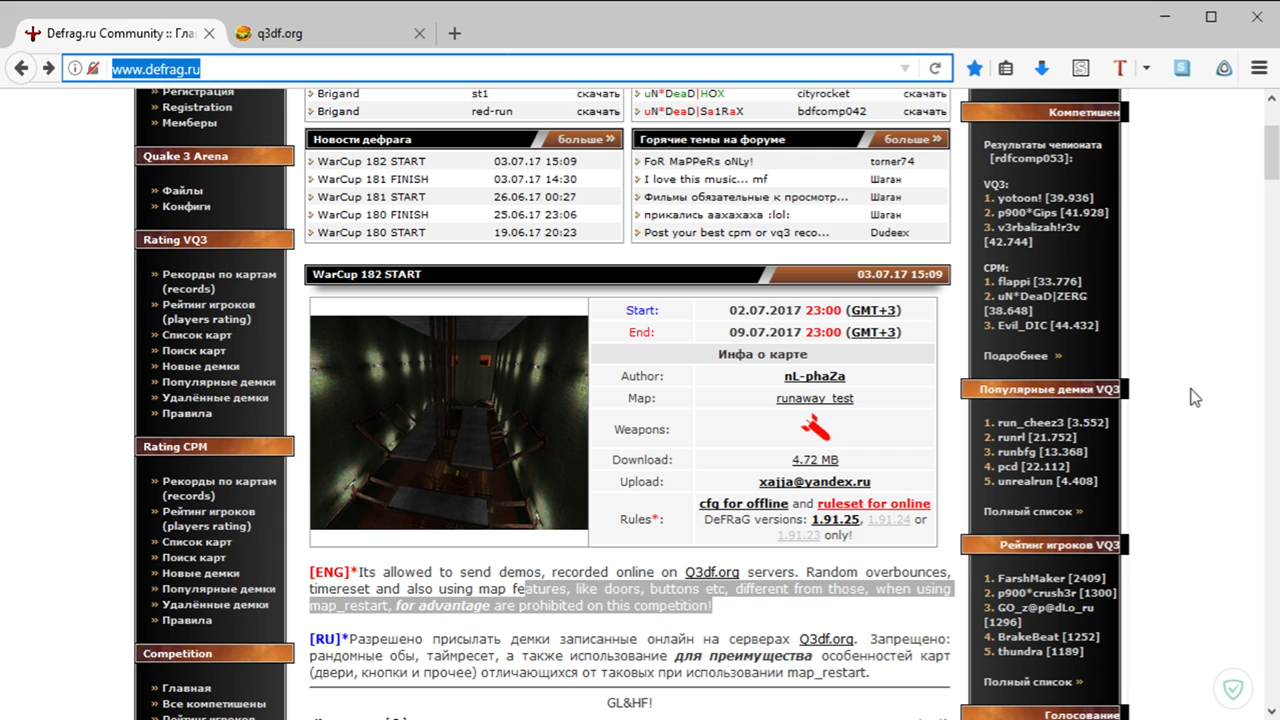 Defrag.ru Community :: Гла
q3df.org
www.defrag.ru
Регистрация
Registration
Мемберы
Quake 3 Arena
Файлы
Конфиги
Rating VQ3
Рекорды по картам
(records)
Рейтинг игроков
(players rating)
Список карт
Поиск карт
Новые демки
Популярные демки
Удалённые демки
Правила
Rating CPM
Рекорды по картам
(records)
Рейтинг игроков
(players rating)
Список карт
Поиск карт
Новые демки
Популярные демки
Удалённые демки
Правила
Competition
Главная
Все компетишены
Рейтинг игроков
Brigand st1 скачать
Brigand red-run скачать
uN*DeaD|HOX cityrocket скачать
uN*DeaD|Sa1RaX bdfcomp042 скачать
Новости дефрага больше
WarCup 182 START 03.07.17 15:09
WarCup 181 FINISH 03.07.17 14:30
WarCup 181 START 26.06.17 00:27
WarCup 180 FINISH 25.06.17 23:06
WarCup 180 START 19.06.17 20:23
Горячие темы на форуме больше
FoR MaPPeRs oNLy! torner74
I love this music... mf Шаган
Фильмы обязательные к просмотр... Шаган
прикались аахахаха :lol: Шаган
Post your best cpm or vq3 reco... Dudeex
WarCup 182 START 03.07.17 15:09
Start: 02.07.2017 23:00 (GMT+3)
End: 09.07.2017 23:00 (GMT+3)
Инфа о карте
Author: nL-phaZa
Map: runaway_test
Weapons:
Download: 4.72 MB
Upload: xajja@yandex.ru
Rules*: cfg for offline and ruleset for online
DeFRaG versions: 1.91.25, 1.91.24 or
1.91.23 only!
[ENG]*Its allowed to send demos, recorded online on Q3df.org servers. Random overbounces,
timereset and also using map features, like doors, buttons etc, different from those, when using
map_restart, for advantage are prohibited on this competition!
[RU]*Разрешено присылать демки записанные онлайн на серверах Q3df.org. Запрещено:
рандомные обы, таймресет, а также использование для преимущества особенностей карт
(двери, кнопки и прочее) отличающихся от таковых при использовании map_restart.
GL&HF!
Компетишен
Результаты чепионата
[rdfcomp053]:
VQ3:
1. yotoon! [39.936]
2. p900*Gips [41.928]
3. v3rbalizah!r3v
[42.744]
CPM:
1. flappi [33.776]
2. uN*DeaD|ZERG
[38.648]
3. Evil_DIC [44.432]
Подробнее
Популярные демки VQ3
1. run_cheez3 [3.552]
2. runrl [21.752]
3. runbfg [13.368]
4. pcd [22.112]
5. unrealrun [4.408]
Полный список
Рейтинг игроков VQ3
1. FarshMaker [2409]
2. p900*crush3r [1300]
3. GO_z@p@dLo_ru
[1296]
4. BrakeBeat [1252]
5. thundra [1189]
Полный список
Голосование